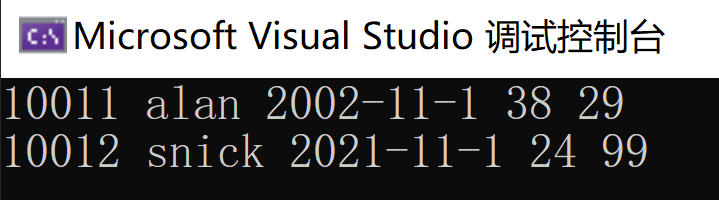 C:\
Microsoft Visual Studio 调试控制台
10011 alan 2002-11-1 38 29
10012 snick 2021-11-1 24 99